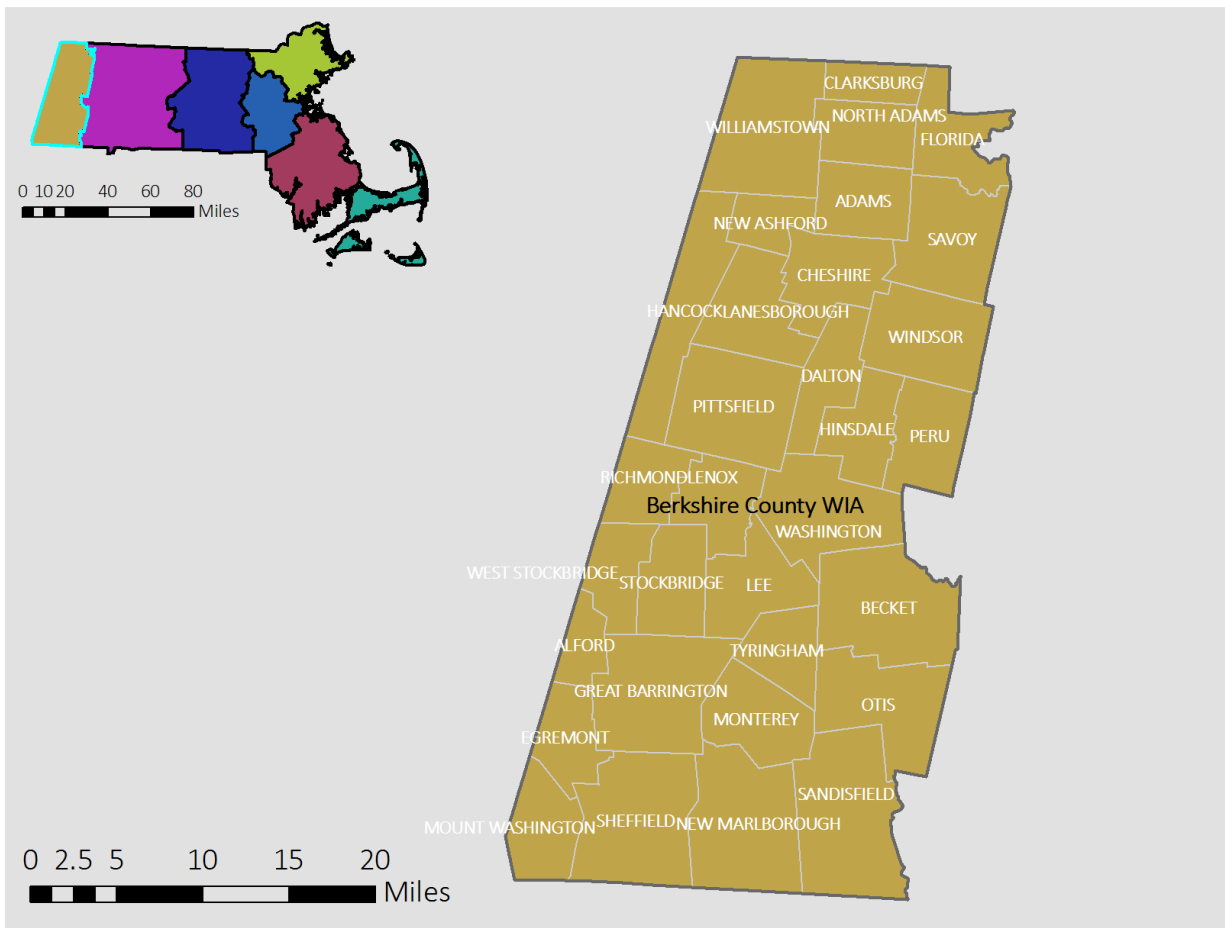 0 10 20 40 60 80
Miles
CLARKSBURG
NORTH ADAMS
WILLIAMSTOWN
FLORIDA
ADAMS
NEW ASHFORD
SAVOY
CHESHIRE
HANCOCK
LANESBOROUGH
WINDSOR
DALTON
PITTSFIELD
HINSDALE
PERU
RICHMOND
LENOX
Berkshire County WIA
WASHINGTON
WEST STOCKBRIDGE
STOCKBRIDGE
LEE
BECKET
ALFORD
TYRINGHAM
GREAT BARRINGTON
OTIS
MONTEREY
EGREMONT
SANDISFIELD
MOUNT WASHINGTON
SHEFFIELD
NEW MARLBOROUGH
0 2.5 5 10 15 20
Miles